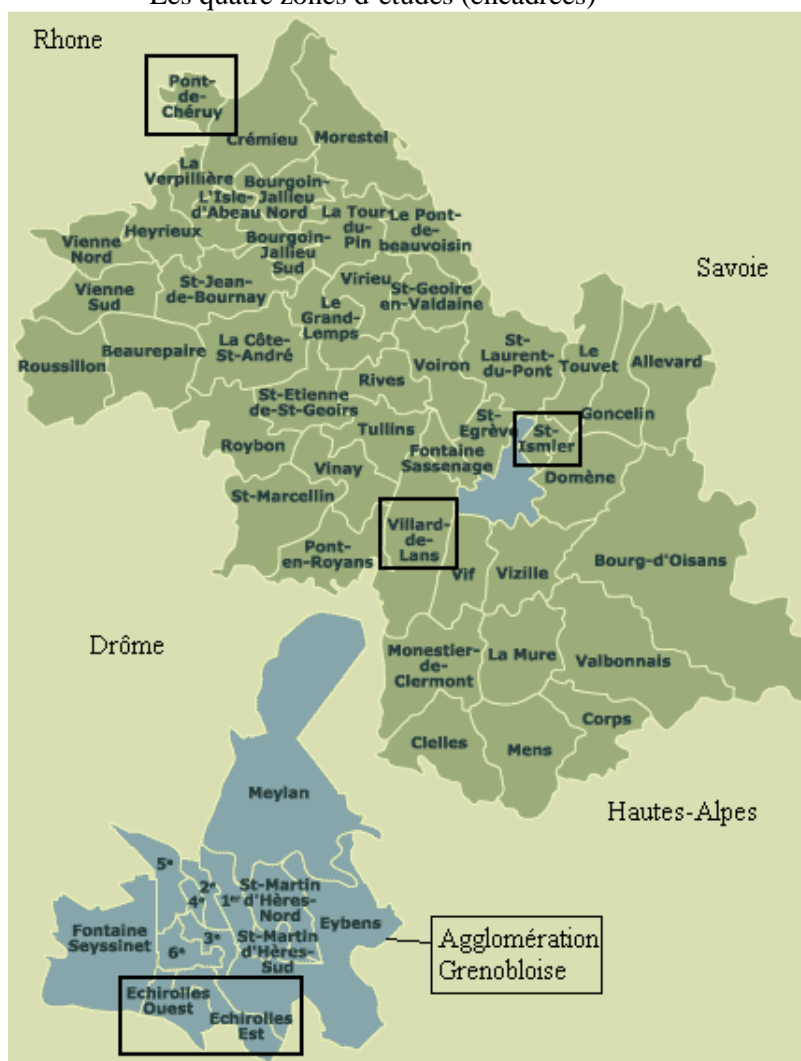 Les quatre zones d'études (encadrées)
Rhone
Pont-
de-
Chéruy
Crémieu
Morestel
La
Verpillière
Bourgoin-
Jallieu
Nord
L'Isle-
d'Abeau
La Tour
du-
Pin
Le Pont-
de-
beauvoisin
Heyrieux
Vienne
Nord
Bourgoin-
Jallieu
Sud
Savoie
Vienne
Sud
St-Jean-
de-Bournay
Virieu
St-Geoire
en-Valdaine
Le
Grand-
Lemps
Roussillon
Beaurepaire
La Côte-
St-André
Voiron
St-
Laurent-
du-Pont
Le
Touvet
Allevard
Rives
St-Etienne
de-St-Geoirs
Goncelin
St-
Egrève
St-
Ismier
Tullins
Roybon
Fontaine
Sassenage
Vinay
Domène
St-Marcellin
Villard-
de-
Lans
Pont-
en-Royans
Vif
Vizille
Bourg-d'Oisans
Drôme
Monestier-
de-
Clermont
La Mure
Valbonnais
Corps
Clelles
Mens
Hautes-Alpes
Meylan
5e
2e
4e
1er
St-Martin
d'Hères-
Nord
Eybens
Fontaine
Seyssinet
3e
6e
St-Martin
d'Hères-
Sud
Agglomération
Grenobloise
Echirolles
Ouest
Echirolles
Est